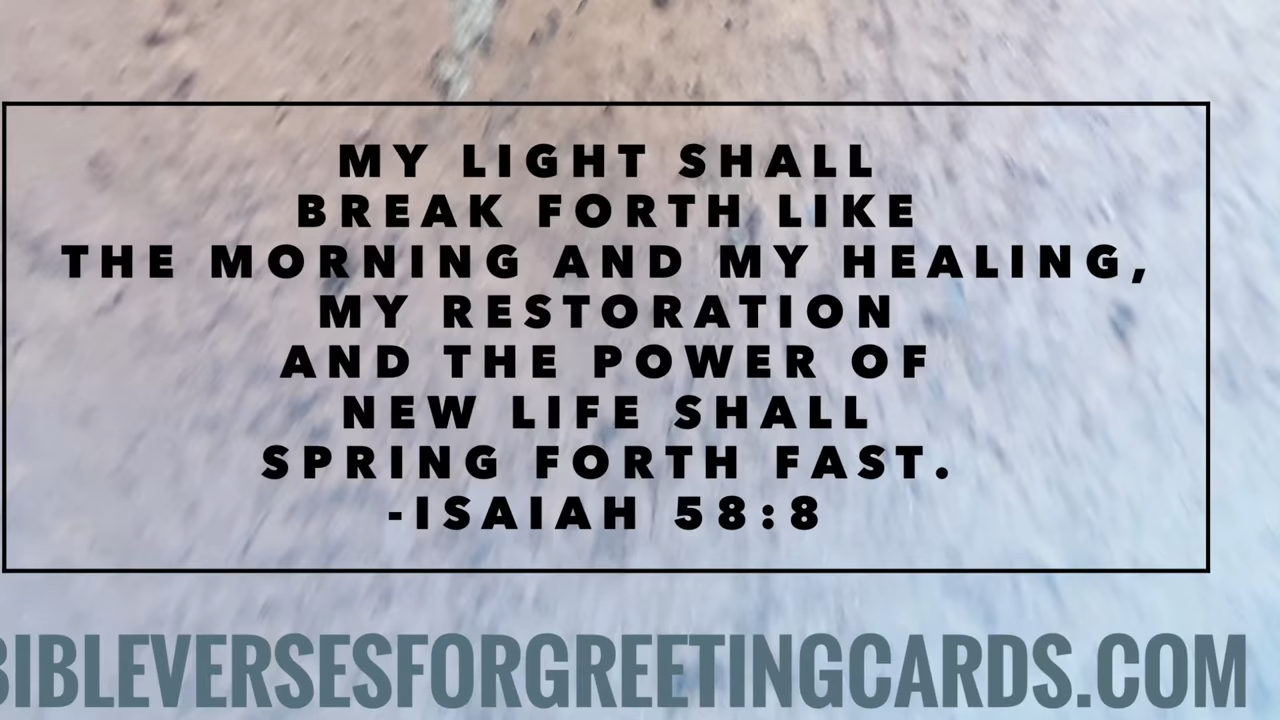 MY LIGHT SHALL
BREAK FORTH LIKE
THE MORNING AND MY HEALING,
MY RESTORATION
AND THE POWER OF
NEW LIFE SHALL
SPRING FORTH FAST.
-ISAIAH 58:8
BIBLEVERSESFORGREETINGCARDS.COM